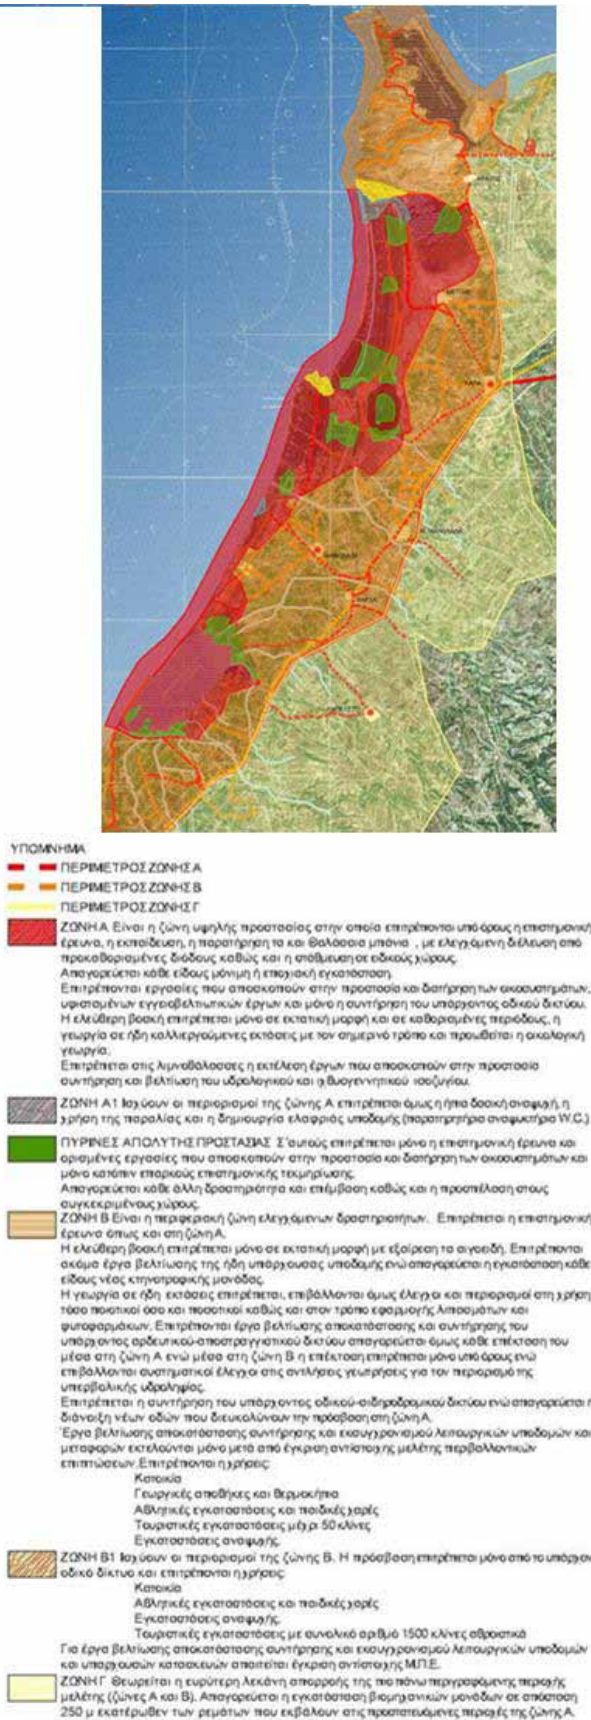 ΥΠΟΜΝΗΜΑ
ΠΕΡΙΜΕΤΡΟΣ ΖΩΝΗΣ Α
ΠΕΡΙΜΕΤΡΟΣ ΖΩΝΗΣ Β
ΠΕΡΙΜΕΤΡΟΣ ΖΩΝΗΣ Γ
ΖΩΝΗ Α Είναι η ζώνη υψηλής προστασίας στην οποία επιτρέπονται υπό όρους η επιστημονική
έρευνα, η εκπαίδευση, η παρατήρηση τα και θαλάσσια μπάνια , με ελεγχόμενη διέλευση από
προκαθορισμένες διόδους καθώς και η στάθμευση σε ειδικούς χώρους.
Απαγορεύεται κάθε είδους μόνιμη ή εποχιακή εγκατάσταση.
Επιτρέπονται εργασίες που αποσκοπούν στην προστασία και διατήρηση των οικοσυστημάτων,
υφισταμένων εγγειοβελτιωτικών έργων και μόνο η συντήρηση του υπάρχοντος οδικού δικτύου.
Η ελεύθερη βοσκή επιτρέπεται μόνο σε εκτατική μορφή και σε καθορισμένες περιόδους, η
γεωργία σε ήδη καλλιεργούμενες εκτάσεις με τον σημερινό τρόπο και προωθείται η οικολογική
γεωργία.
Επιτρέπεται στις λιμνοθάλασσες η εκτέλεση έργων που αποσκοπούν στην προστασία
συντήρηση και βελτίωση του υδρολογικού και ιχθυογεννητικού ισοζυγίου.
ΖΩΝΗ Α1 Ισχύουν οι περιορισμοί της ζώνης Α επιτρέπεται όμως η ήπια δασική αναψυχή, η
χρήση της παραλίας και η δημιουργία ελαφριάς υποδομής (παρατηρητήρια αναψυκτήρια W.C.)
ΠΥΡΙΝΕΣ ΑΠΟΛΥΤΗΣ ΠΡΟΣΤΑΣΙΑΣ Σ'αυτούς επιτρέπεται μόνο η επιστημονική έρευνα και
ορισμένες εργασίες που αποσκοπούν στην προστασία και διατήρηση των οικοσυστημάτων και
μόνο κατόπιν επαρκούς επιστημονικής τεκμηρίωσης.
Απαγορεύεται κάθε άλλη δραστηριότητα και επέμβαση καθώς και η προσπέλαση στους
συγκεκριμένους χώρους.
ΖΩΝΗ Β Είναι η περιφερειακή ζώνη ελεγχόμενων δραστηριοτήτων. Επιτρέπεται η επιστημονική
έρευνα όπως και στη ζώνη Α.
Η ελεύθερη βοσκή επιτρέπεται μόνο σε εκτατική μορφή με εξαίρεση τα αιγοειδή. Επιτρέπονται
ακόμα έργα βελτίωσης της ήδη υπάρχουσας υποδομής ενώ απαγορεύεται η εγκατάσταση κάθε
είδους νέας κτηνοτροφικής μονάδας.
Η γεωργία σε ήδη εκτάσεις επιτρέπεται, επιβάλλονται όμως έλεγχοι και περιορισμοί στη χρήση
τόσο ποιοτικοί όσο και ποσοτικοί καθώς και στον τρόπο εφαρμογής λιπασμάτων και
φυτοφαρμάκων. Επιτρέπονται έργα βελτίωσης αποκατάστασης και συντήρησης του
υπάρχοντος αρδευτικού-αποστραγγιστικού δικτύου απαγορεύεται όμως κάθε επέκταση του
μέσα στη ζώνη Α ενώ μέσα στη ζώνη Β η επέκταση επιτρέπεται μόνο υπό όρους ενώ
επιβάλλονται συστηματικοί έλεγχοι στις αντλήσεις γεωτρήσεις για τον περιορισμό της
υπερβολικής υδροληψίας.
Επιτρέπεται η συντήρηση του υπάρχοντος οδικού-σιδηροδρομικού δικτύου ενώ απαγορεύεται η
διάνοιξη νέων οδών που διευκολύνουν την πρόσβαση στη ζώνη Α.
Έργα βελτίωσης αποκατάστασης συντήρησης και εκσυγχρονισμού λειτουργικών υποδομών και
μεταφορών εκτελούνται μόνο μετά από έγκριση αντίστοιχης μελέτης περιβαλλοντικών
επιπτώσεων. Επιτρέπονται η χρήσεις:
Κατοικία
Γεωργικές αποθήκες και θερμοκήπια
Αθλητικές εγκαταστάσεις και παιδικές χαρές
Τουριστικές εγκαταστάσεις μέχρι 50 κλίνες
Εγκαταστάσεις αναψυχής.
ΖΩΝΗ Β1 Ισχύουν οι περιορισμοί της ζώνης Β. Η πρόσβαση επιτρέπεται μόνο από το υπάρχον
οδικό δίκτυο και επιτρέπονται η χρήσεις:
Κατοικία
Αθλητικές εγκαταστάσεις και παιδικές χαρές
Εγκαταστάσεις αναψυχής.
Τουριστικές εγκαταστάσεις με συνολικό αριθμό 1500 κλίνες αθροιστικά
Για έργα βελτίωσης αποκατάστασης συντήρησης και εκσυγχρονισμού λειτουργικών υποδομών
και υπαρχουσών κατασκευών απαιτείται έγκριση αντίστοιχης Μ.Π.Ε.
ΖΩΝΗ Γ Θεωρείται η ευρύτερη λεκάνη απορροής της πιο πάνω περιγραφόμενης περιοχής
μελέτης (ζώνες Α και Β). Απαγορεύεται η εγκατάσταση βιομηχανικών μονάδων σε απόσταση
250 μ εκατέρωθεν των ρεμάτων που εκβάλουν στις προστατευόμενες περιοχές της ζώνης Α.